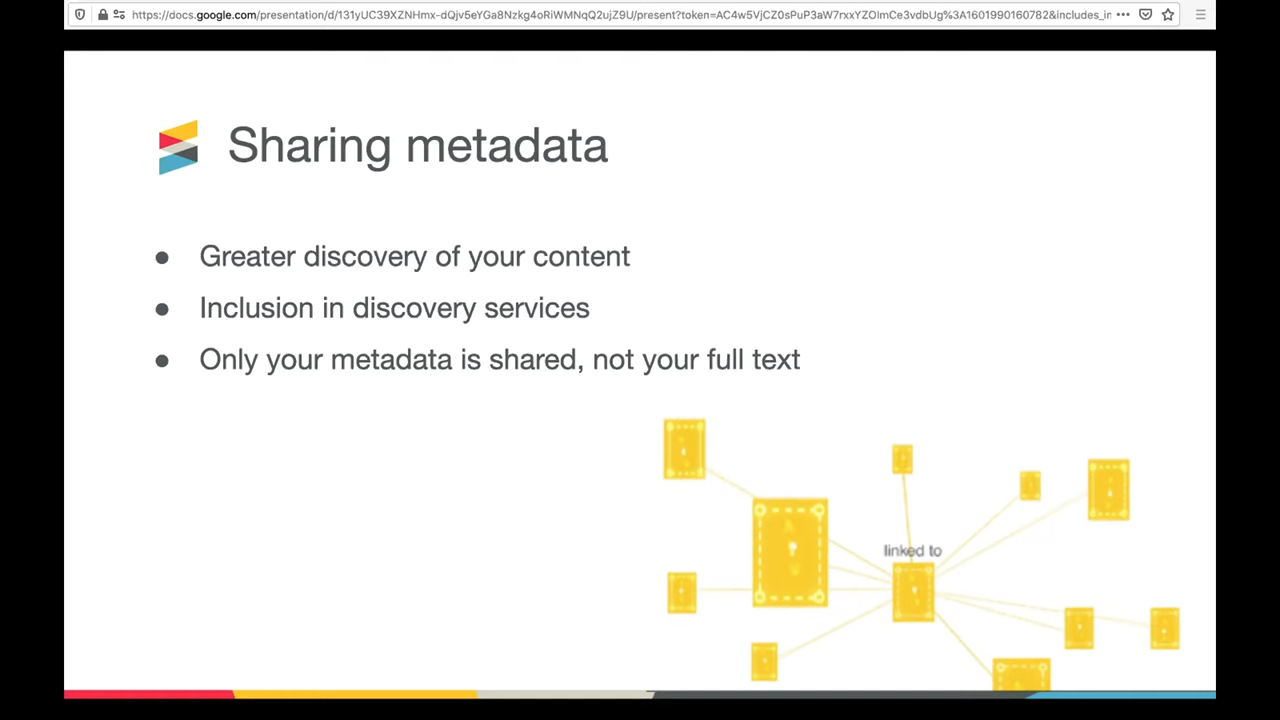 https://docs.google.com/presentation/d/131yUC39XZNHmx-dQjv5eYGa8Nzkg4oRiWMNqQ2ujZ9U/present?token=AC4w5VjCZ0sPuP3aW7rxxYZOlmCe3vdbUg%3A1601990160782&includes_in
Sharing metadata
● Greater discovery of your content
● Inclusion in discovery services
● Only your metadata is shared, not your full text
linked to